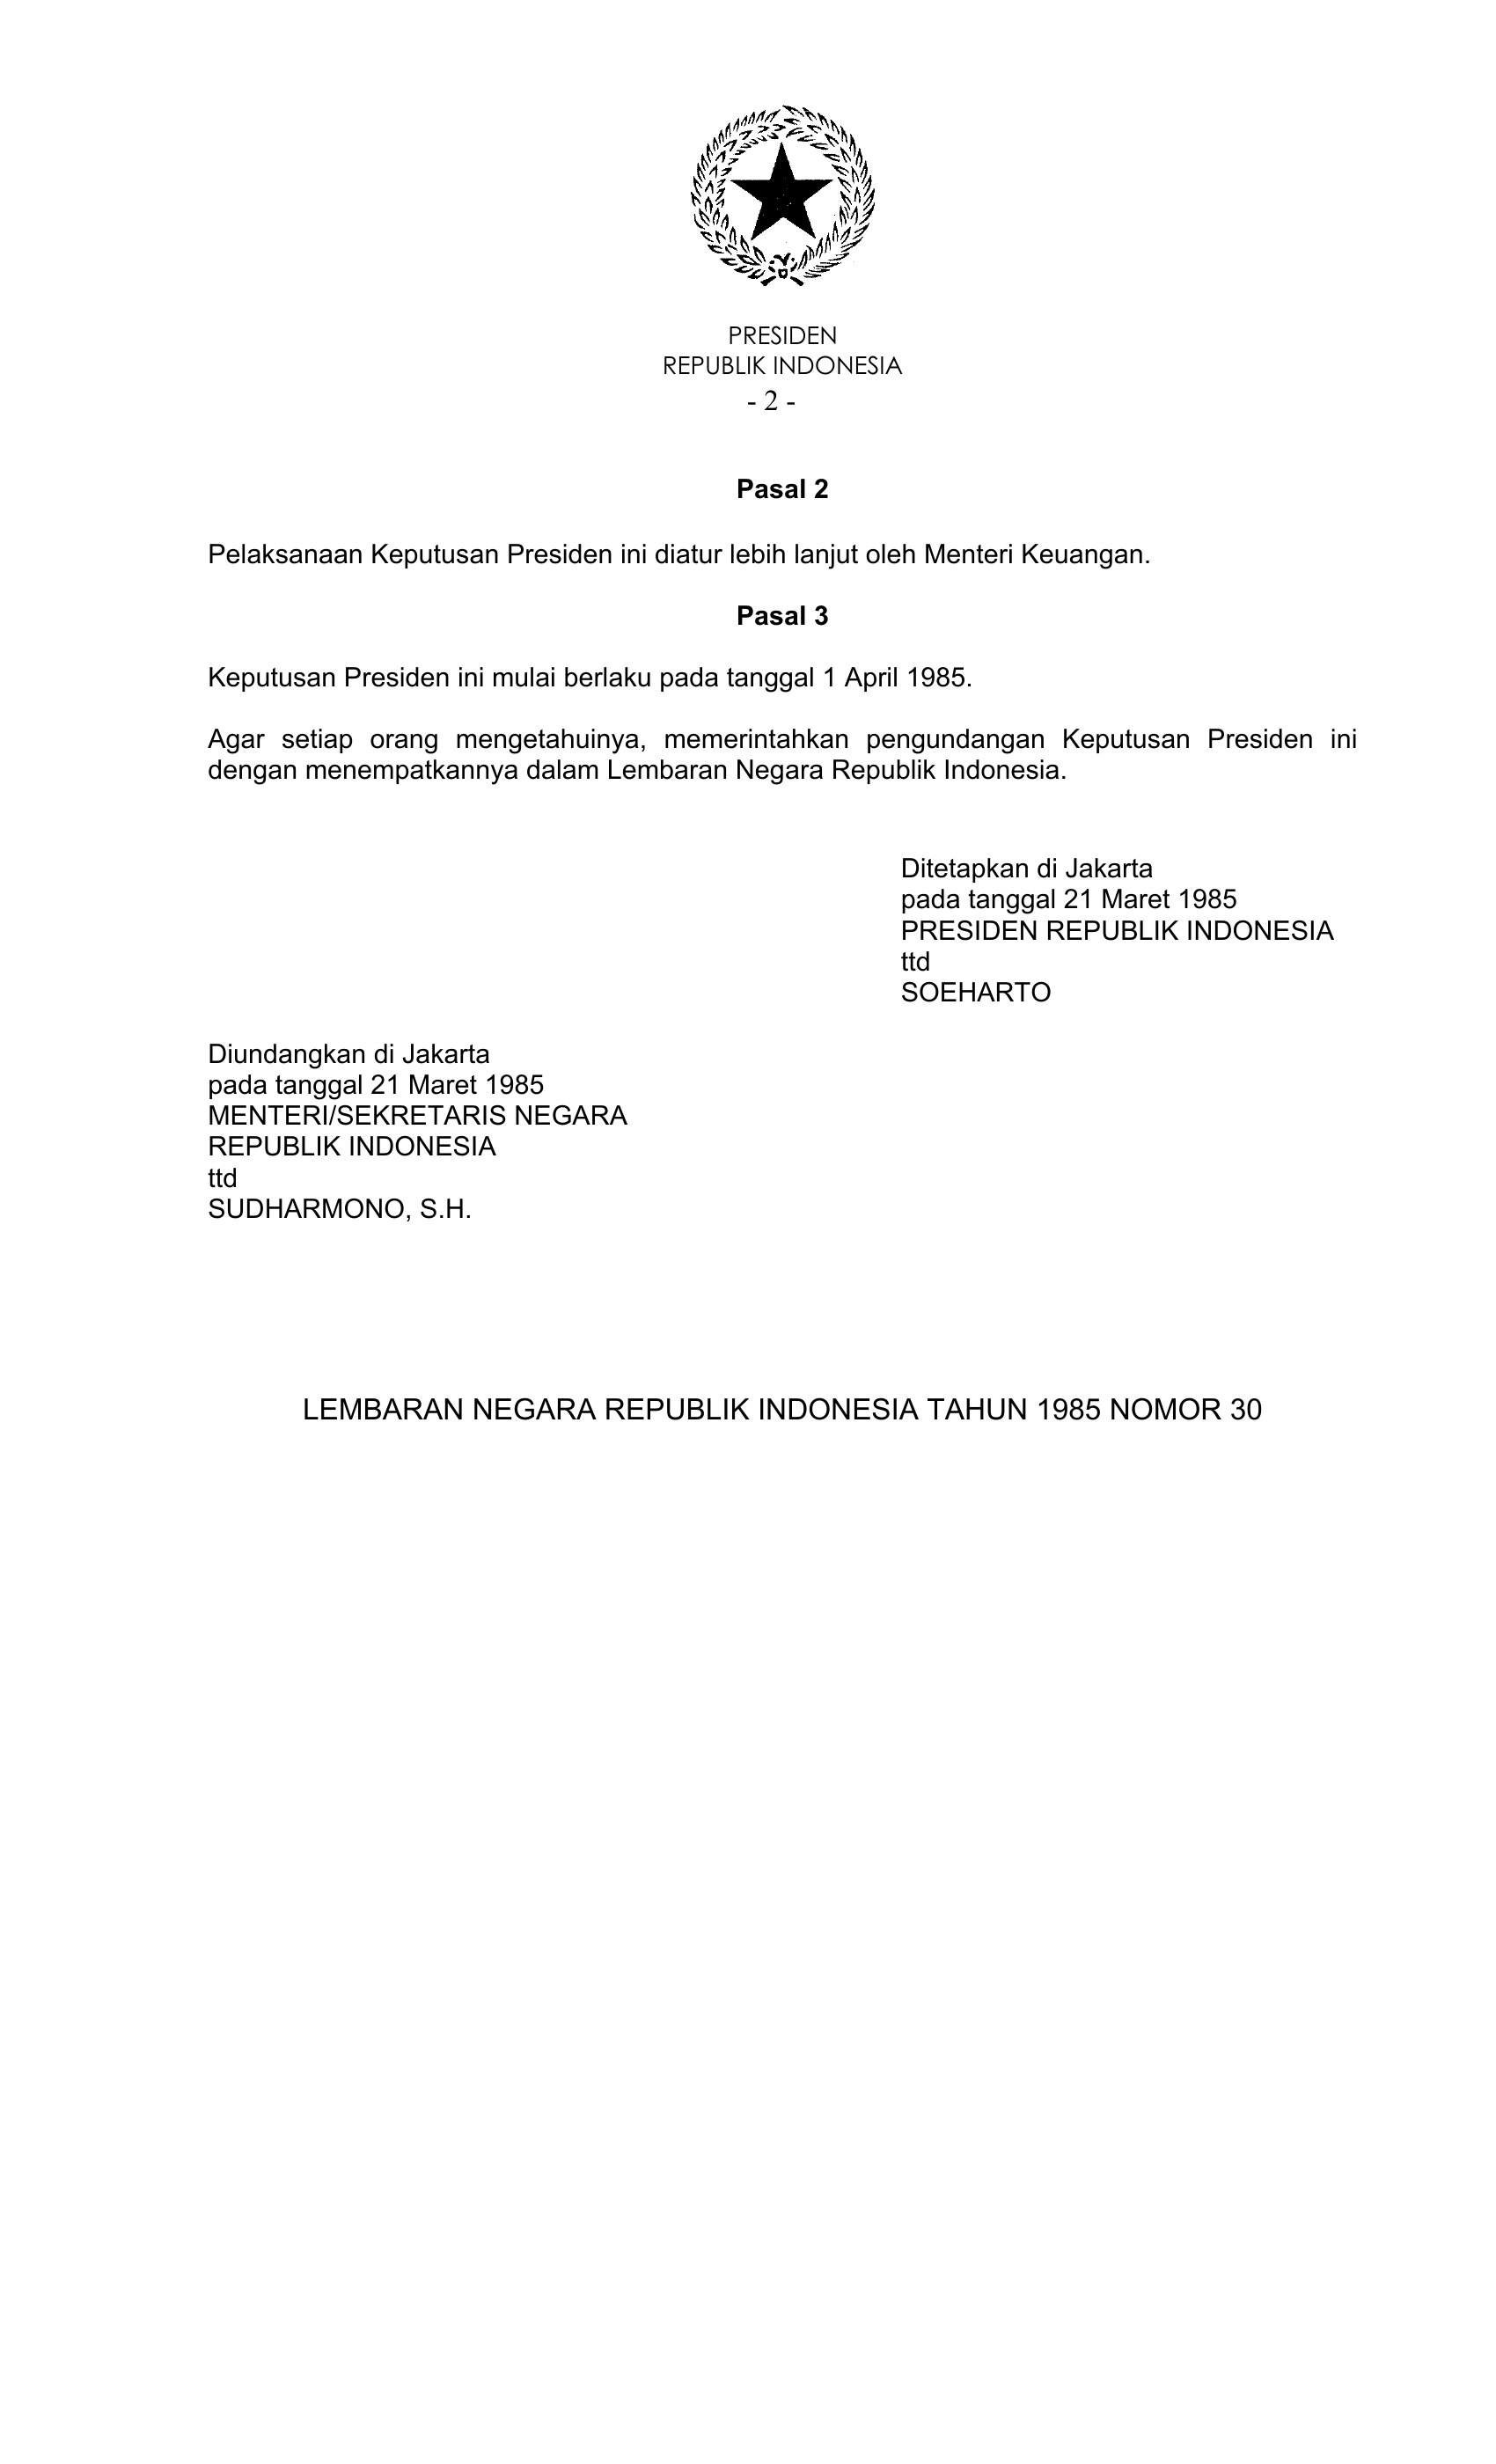 PRESIDEN
REPUBLIK INDONESIA
- 2 -
Pasal 2
Pelaksanaan Keputusan Presiden ini diatur lebih lanjut oleh Menteri Keuangan.
Pasal 3
Keputusan Presiden ini mulai berlaku pada tanggal 1 April 1985.
Agar setiap orang mengetahuinya, memerintahkan pengundangan Keputusan Presiden ini
dengan menempatkannya dalam Lembaran Negara Republik Indonesia.
Ditetapkan di Jakarta
pada tanggal 21 Maret 1985
PRESIDEN REPUBLIK INDONESIA
ttd
SOEHARTO
Diundangkan di Jakarta
pada tanggal 21 Maret 1985
MENTERI/SEKRETARIS NEGARA
REPUBLIK INDONESIA
ttd
SUDHARMONO, S.H.
LEMBARAN NEGARA REPUBLIK INDONESIA TAHUN 1985 NOMOR 30